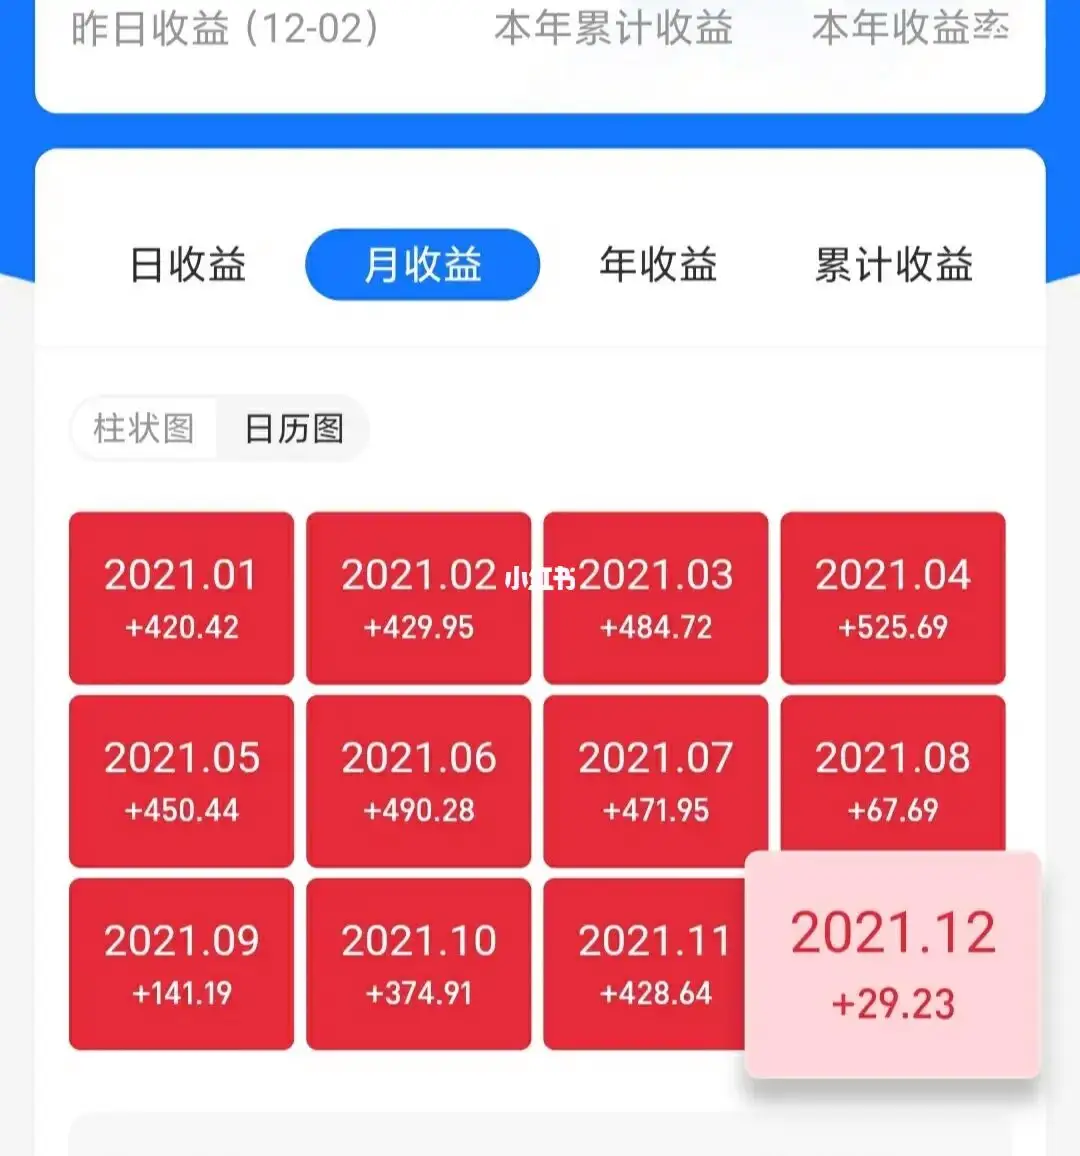 昨日收益 (12-02) 本年累计收益 本年收益率
日收益 月收益 年收益 累计收益
柱状图 日历图
2021.01 2021.02 小红书 2021.03 2021.04
+420.42 +429.95 +484.72 +525.69
2021.05 2021.06 2021.07 2021.08
+450.44 +490.28 +471.95 +67.69
2021.09 2021.10 2021.11 2021.12
+141.19 +374.91 +428.64 +29.23